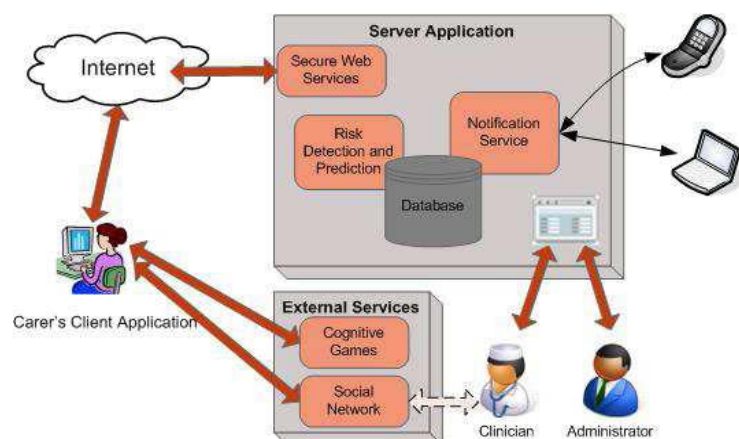 Server Application
Internet
Secure Web
Services
Notification
Service
Risk
Detection and
Prediction
Database
Carer's Client Application
External Services
Cognitive
Games
Social
Network
Clinician
Administrator